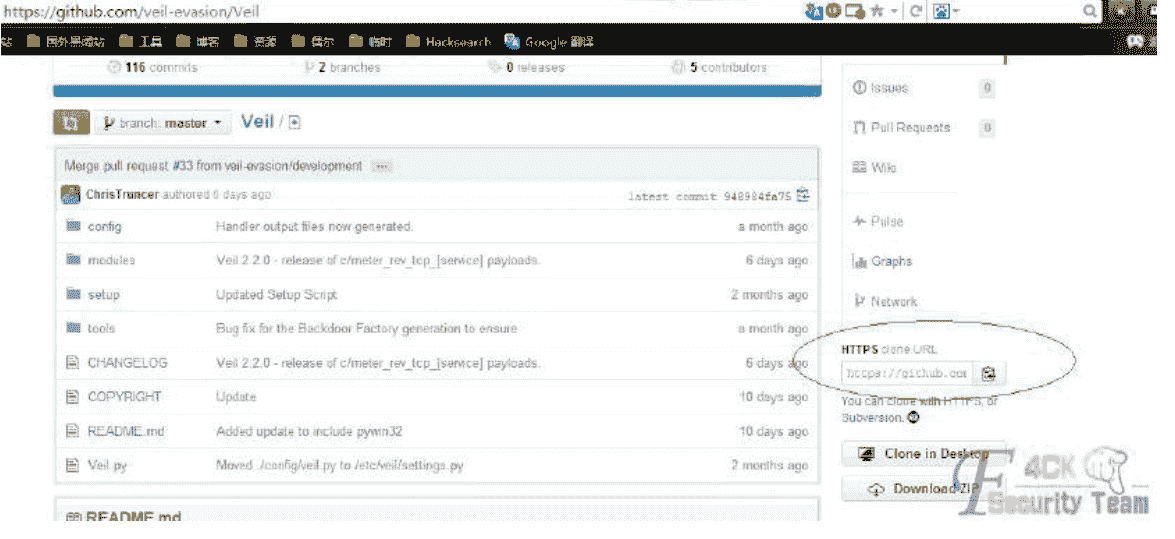 https://github.com/veil-evasion/Veil
站 国外黑阔站 工具 博客 资源 偶尔 临时 Hacksearch Google 翻译
116 commits 2 branches 0 releases 5 contributors
Issues 0
branch: master Veil / +
Pull Requests 0
Merge pull request #33 from veil-evasion/development ...
Wiki
ChrisTruncer authored 6 days ago latest commit 948984fa75
config Handler output files now generated. a month ago
Pulse
modules Veil 2.2.0 - release of c/meter_rev_tcp_[service] payloads. 6 days ago
Graphs
setup Updated Setup Script 2 months ago
Network
tools Bug fix for the Backdoor Factory generation to ensure a month ago
HTTPS clone URL
CHANGELOG Veil 2.2.0 - release of c/meter_rev_tcp_[service] payloads. 6 days ago
https://github.com
COPYRIGHT Update 10 days ago
You can clone with HTTPS, or
Subversion.
README.md Added update to include pywin32 10 days ago
Clone in Desktop
Veil.py Moved ./config/veil.py to /etc/veil/settings.py 2 months ago
Download ZIP
F4CK
Security Team
README.md